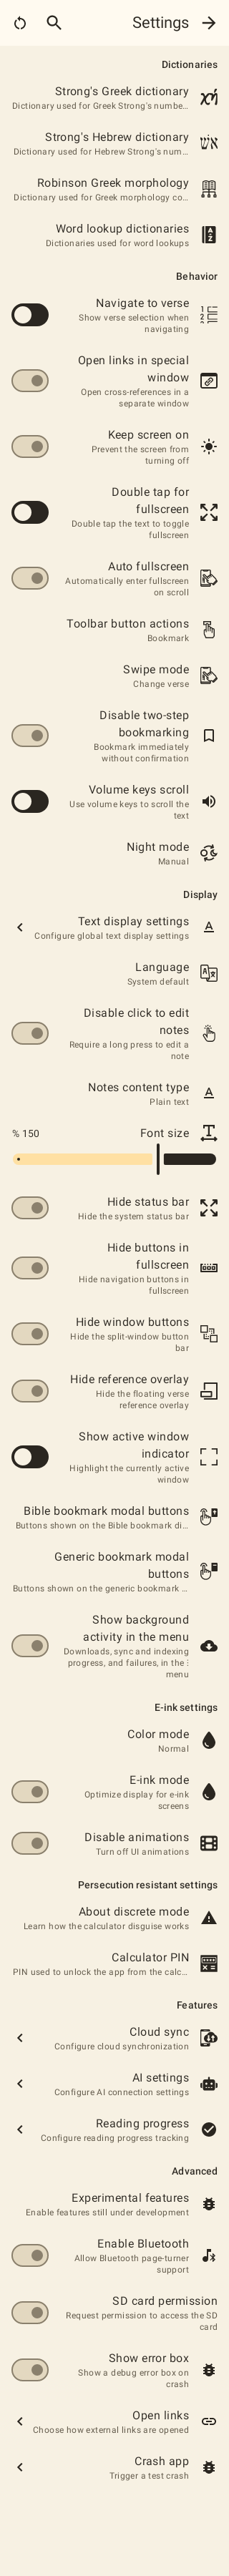 Settings
Dictionaries
Strong's Greek dictionary
Dictionary used for Greek Strong's numbe...
Strong's Hebrew dictionary
Dictionary used for Hebrew Strong's num...
Robinson Greek morphology
Dictionary used for Greek morphology co...
Word lookup dictionaries
Dictionaries used for word lookups
Behavior
Navigate to verse
Show verse selection when
navigating
Open links in special
window
Open cross-references in a
separate window
Keep screen on
Prevent the screen from
turning off
Double tap for
fullscreen
Double tap the text to toggle
fullscreen
Auto fullscreen
Automatically enter fullscreen
on scroll
Toolbar button actions
Bookmark
Swipe mode
Change verse
Disable two-step
bookmarking
Bookmark immediately
without confirmation
Volume keys scroll
Use volume keys to scroll the
text
Night mode
Manual
Display
Text display settings
Configure global text display settings
Language
System default
Disable click to edit
notes
Require a long press to edit a
note
Notes content type
Plain text
% 150 Font size
Hide status bar
Hide the system status bar
Hide buttons in
fullscreen
Hide navigation buttons in
fullscreen
Hide window buttons
Hide the split-window button
bar
Hide reference overlay
Hide the floating verse
reference overlay
Show active window
indicator
Highlight the currently active
window
Bible bookmark modal buttons
Buttons shown on the Bible bookmark di...
Generic bookmark modal
buttons
Buttons shown on the generic bookmark ...
Show background
activity in the menu
Downloads, sync and indexing
progress, and failures, in the ⋮
menu
E-ink settings
Color mode
Normal
E-ink mode
Optimize display for e-ink
screens
Disable animations
Turn off UI animations
Persecution resistant settings
About discrete mode
Learn how the calculator disguise works
Calculator PIN
PIN used to unlock the app from the calc...
Features
Cloud sync
Configure cloud synchronization
AI settings
Configure AI connection settings
Reading progress
Configure reading progress tracking
Advanced
Experimental features
Enable features still under development
Enable Bluetooth
Allow Bluetooth page-turner
support
SD card permission
Request permission to access the SD
card
Show error box
Show a debug error box on
crash
Open links
Choose how external links are opened
Crash app
Trigger a test crash